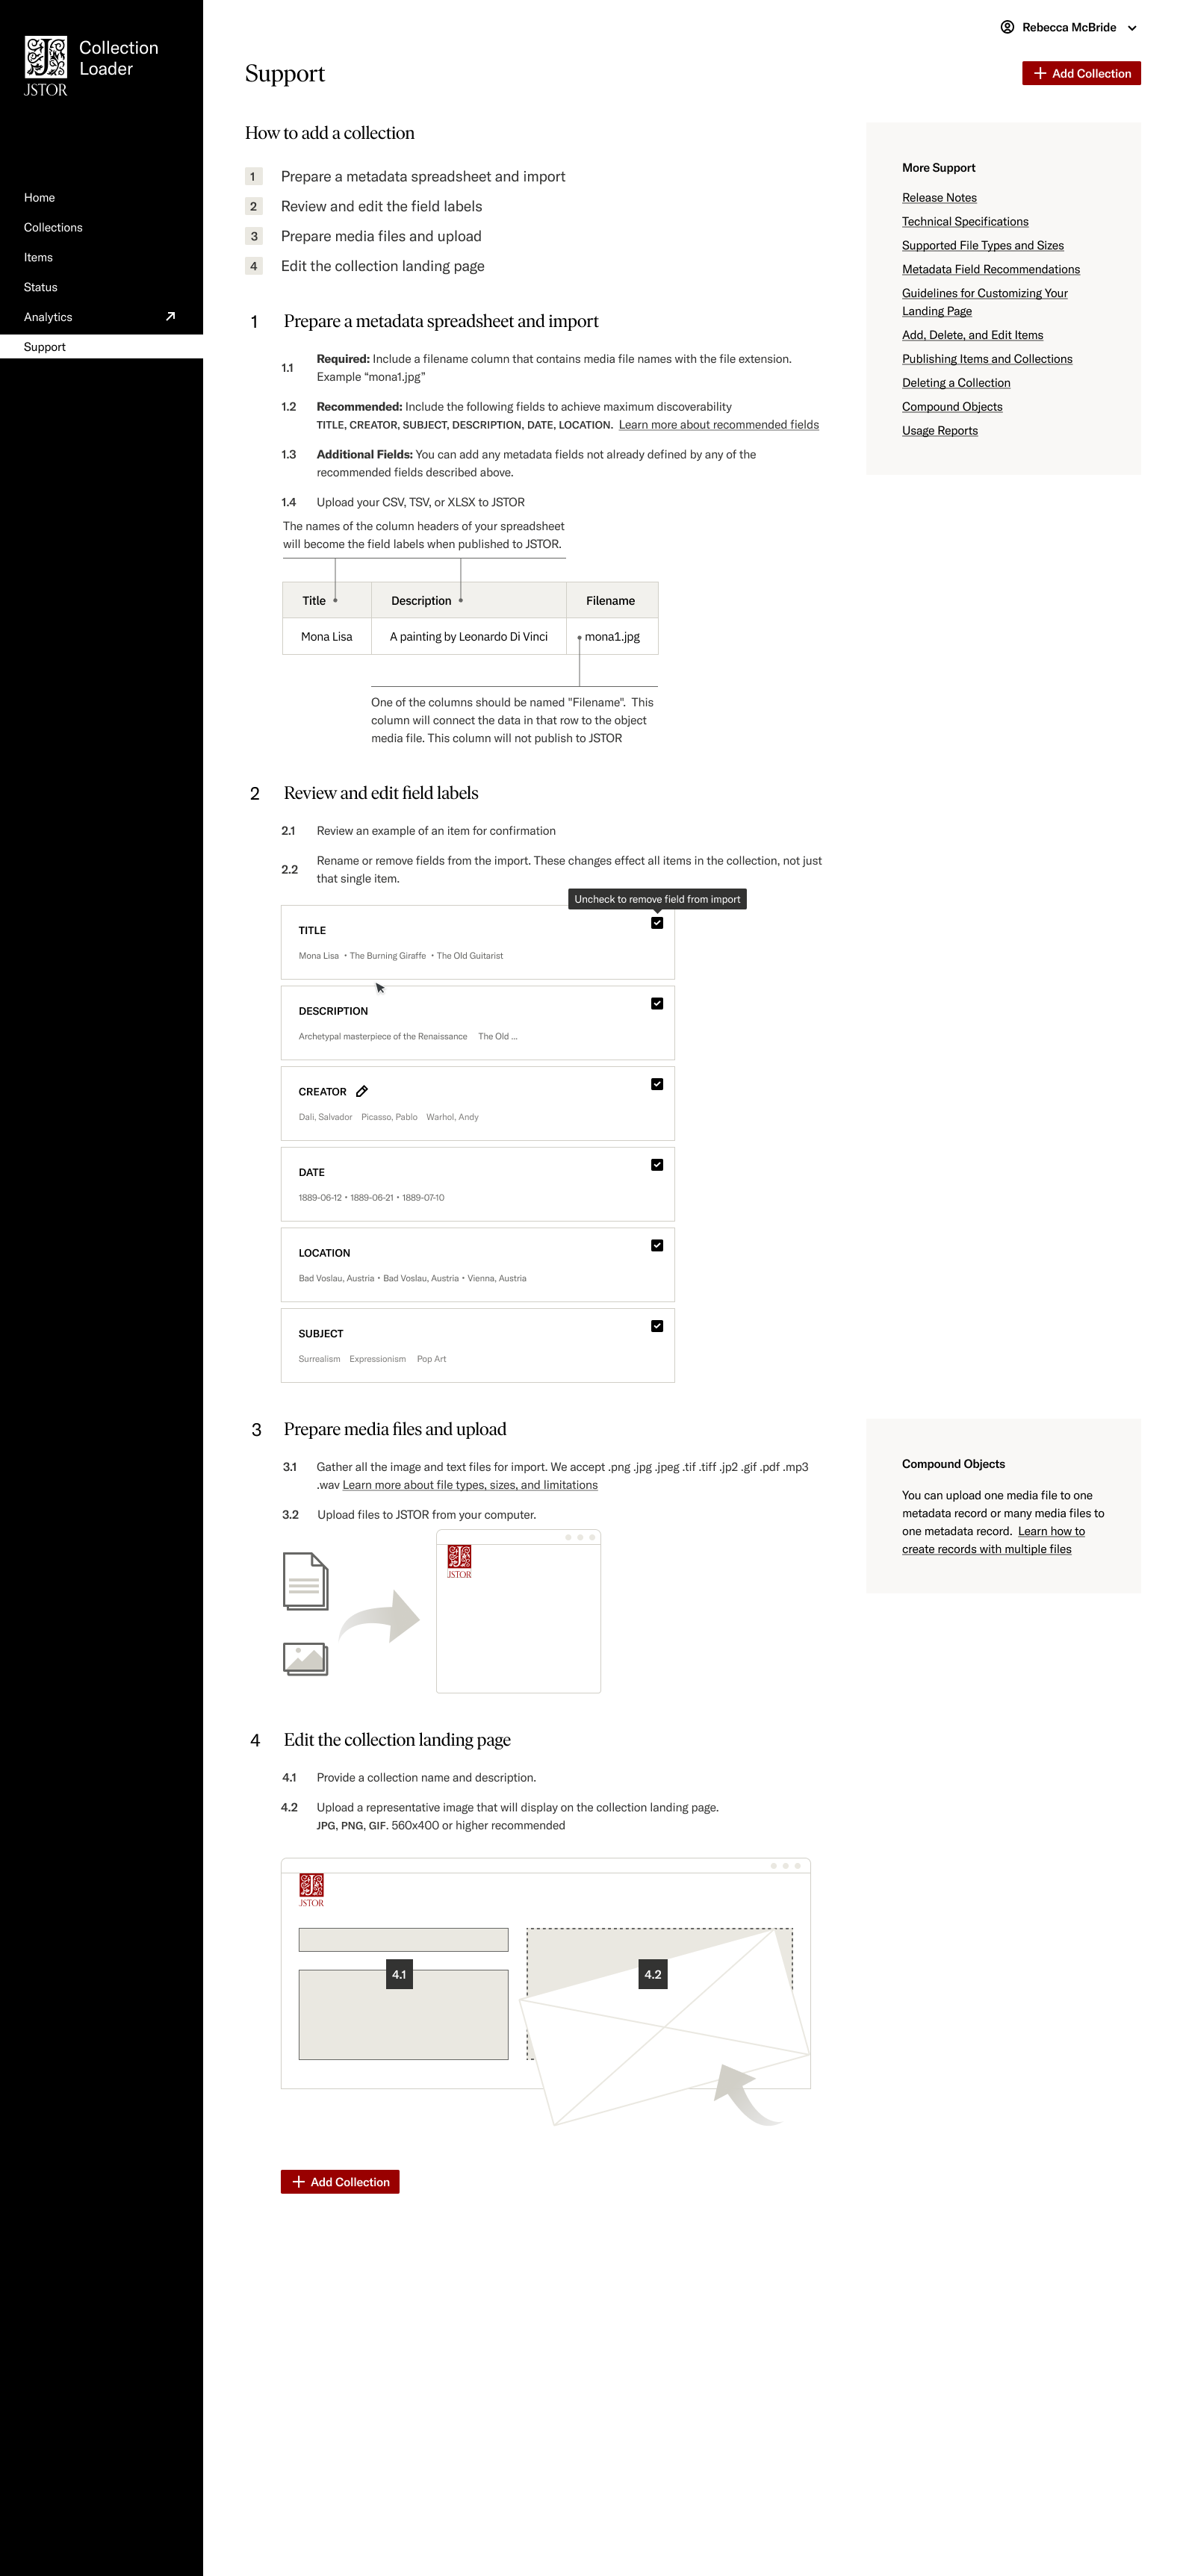 JSTOR
Collection
Loader
Home
Collections
Items
Status
Analytics
Support
Rebecca McBride
Support
Add Collection
How to add a collection
1 Prepare a metadata spreadsheet and import
2 Review and edit the field labels
3 Prepare media files and upload
4 Edit the collection landing page
More Support
Release Notes
Technical Specifications
Supported File Types and Sizes
Metadata Field Recommendations
Guidelines for Customizing Your
Landing Page
Add, Delete, and Edit Items
Publishing Items and Collections
Deleting a Collection
Compound Objects
Usage Reports
1 Prepare a metadata spreadsheet and import
1.1 Required: Include a filename column that contains media file names with the file extension.
Example “mona1.jpg”
1.2 Recommended: Include the following fields to achieve maximum discoverability
TITLE, CREATOR, SUBJECT, DESCRIPTION, DATE, LOCATION. Learn more about recommended fields
1.3 Additional Fields: You can add any metadata fields not already defined by any of the
recommended fields described above.
1.4 Upload your CSV, TSV, or XLSX to JSTOR
The names of the column headers of your spreadsheet
will become the field labels when published to JSTOR.
Title Description Filename
Mona Lisa A painting by Leonardo Di Vinci mona1.jpg
One of the columns should be named "Filename". This
column will connect the data in that row to the object
media file. This column will not publish to JSTOR
2 Review and edit field labels
2.1 Review an example of an item for confirmation
2.2 Rename or remove fields from the import. These changes effect all items in the collection, not just
that single item.
Uncheck to remove field from import
TITLE
Mona Lisa • The Burning Giraffe • The Old Guitarist
DESCRIPTION
Archetypal masterpiece of the Renaissance The Old ...
CREATOR
Dali, Salvador Picasso, Pablo Warhol, Andy
DATE
1889-06-12 • 1889-06-21 • 1889-07-10
LOCATION
Bad Voslau, Austria • Bad Voslau, Austria • Vienna, Austria
SUBJECT
Surrealism Expressionism Pop Art
3 Prepare media files and upload
3.1 Gather all the image and text files for import. We accept .png .jpg .jpeg .tif .tiff .jp2 .gif .pdf .mp3
.wav Learn more about file types, sizes, and limitations
3.2 Upload files to JSTOR from your computer.
JSTOR
Compound Objects
You can upload one media file to one
metadata record or many media files to
one metadata record. Learn how to
create records with multiple files
4 Edit the collection landing page
4.1 Provide a collection name and description.
4.2 Upload a representative image that will display on the collection landing page.
JPG, PNG, GIF. 560x400 or higher recommended
JSTOR
4.1
4.2
Add Collection